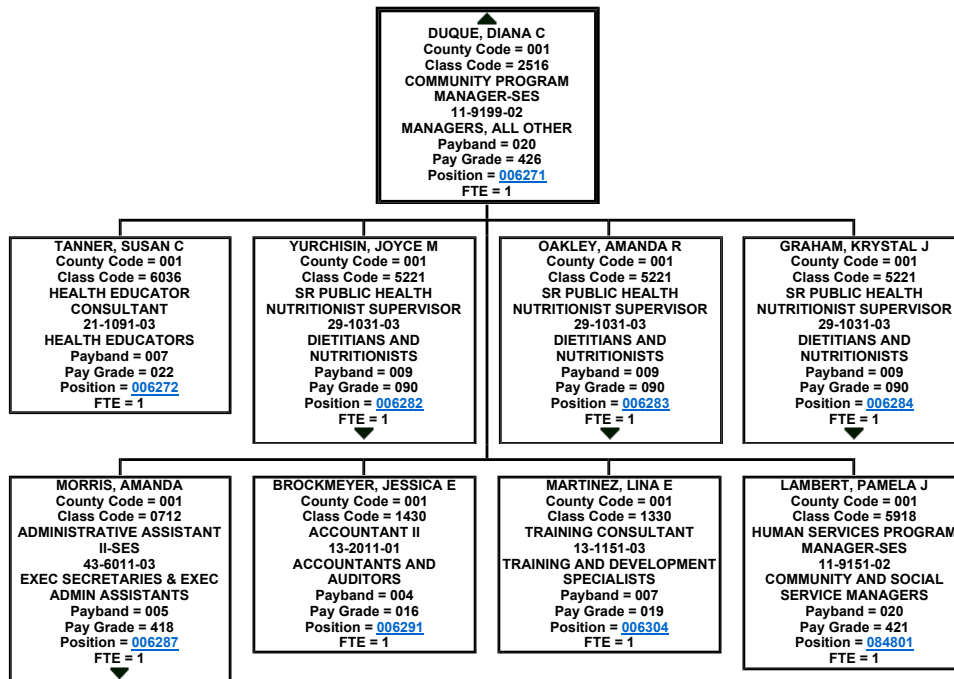 DUQUE, DIANA C
County Code = 001
Class Code = 2516
COMMUNITY PROGRAM
MANAGER-SES
11-9199-02
MANAGERS, ALL OTHER
Payband = 020
Pay Grade = 426
Position = 006271
FTE = 1
TANNER, SUSAN C
County Code = 001
Class Code = 6036
HEALTH EDUCATOR
CONSULTANT
21-1091-03
HEALTH EDUCATORS
Payband = 007
Pay Grade = 022
Position = 006272
FTE = 1
YURCHISIN, JOYCE M
County Code = 001
Class Code = 5221
SR PUBLIC HEALTH
NUTRITIONIST SUPERVISOR
29-1031-03
DIETITIANS AND
NUTRITIONISTS
Payband = 009
Pay Grade = 090
Position = 006282
FTE = 1
OAKLEY, AMANDA R
County Code = 001
Class Code = 5221
SR PUBLIC HEALTH
NUTRITIONIST SUPERVISOR
29-1031-03
DIETITIANS AND
NUTRITIONISTS
Payband = 009
Pay Grade = 090
Position = 006283
FTE = 1
GRAHAM, KRYSTAL J
County Code = 001
Class Code = 5221
SR PUBLIC HEALTH
NUTRITIONIST SUPERVISOR
29-1031-03
DIETITIANS AND
NUTRITIONISTS
Payband = 009
Pay Grade = 090
Position = 006284
FTE = 1
MORRIS, AMANDA
County Code = 001
Class Code = 0712
ADMINISTRATIVE ASSISTANT
II-SES
43-6011-03
EXEC SECRETARIES & EXEC
ADMIN ASSISTANTS
Payband = 005
Pay Grade = 418
Position = 006287
FTE = 1
BROCKMEYER, JESSICA E
County Code = 001
Class Code = 1430
ACCOUNTANT II
13-2011-01
ACCOUNTANTS AND
AUDITORS
Payband = 004
Pay Grade = 016
Position = 006291
FTE = 1
MARTINEZ, LINA E
County Code = 001
Class Code = 1330
TRAINING CONSULTANT
13-1151-03
TRAINING AND DEVELOPMENT
SPECIALISTS
Payband = 007
Pay Grade = 019
Position = 006304
FTE = 1
LAMBERT, PAMELA J
County Code = 001
Class Code = 5918
HUMAN SERVICES PROGRAM
MANAGER-SES
11-9151-02
COMMUNITY AND SOCIAL
SERVICE MANAGERS
Payband = 020
Pay Grade = 421
Position = 084801
FTE = 1